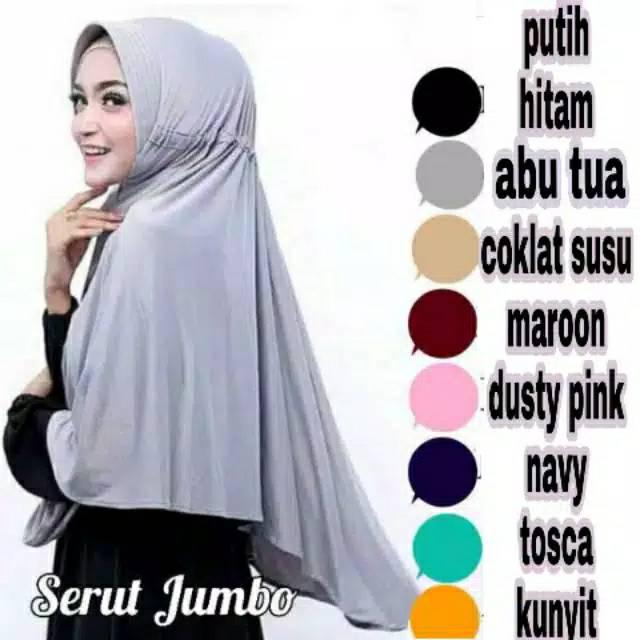 putih
hitam
abu tua
coklat susu
maroon
dusty pink
navy
tosca
kunyit
Serut Jumbo